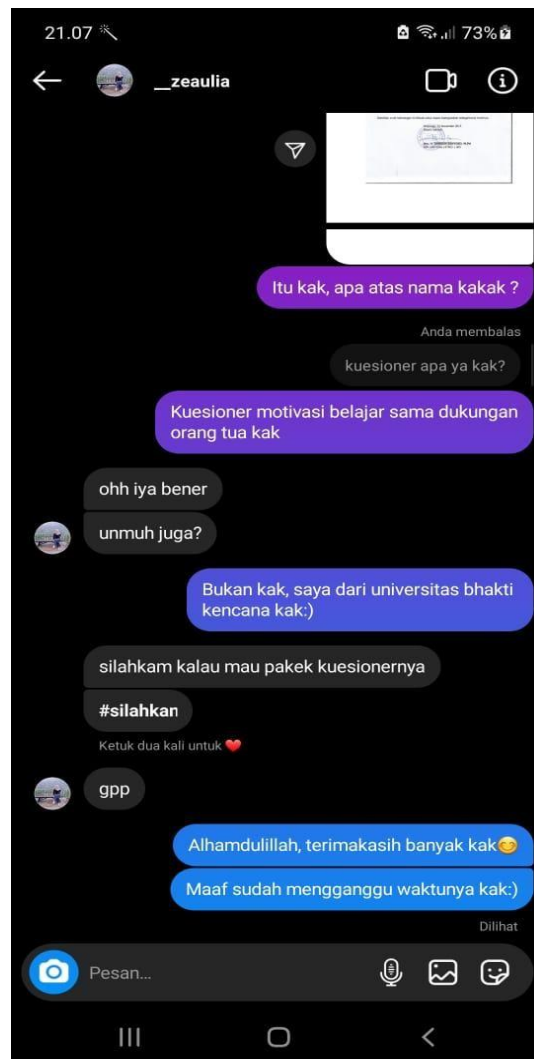 21.07
73%
__zeaulia
Itu kak, apa atas nama kakak ?
Anda membalas
kuesioner apa ya kak?
Kuesioner motivasi belajar sama dukungan
orang tua kak
ohh iya bener
unmuh juga?
Bukan kak, saya dari universitas bhakti
kencana kak:)
silahkam kalau mau pakek kuesionernya
#silahkan
Ketuk dua kali untuk ❤️
gpp
Alhamdulillah, terimakasih banyak kak😊
Maaf sudah mengganggu waktunya kak:)
Dilihat
Pesan...